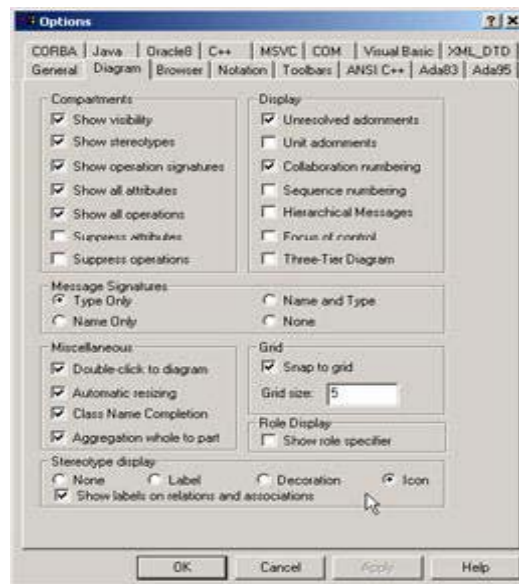 Options
CORBA Java Oracle8 C++ MSVC COM Visual Basic XML_DTD
General Diagram Browser Notation Toolbars ANSI C++ Ada83 Ada95
Compartments
Show visibility
Show stereotypes
Show operation signatures
Show all attributes
Show all operations
Suppress attributes
Suppress operations
Display
Unresolved adornments
Unit adornments
Collaboration numbering
Sequence numbering
Hierarchical Messages
Focus of control
Three-Tier Diagram
Message Signatures
Type Only
Name and Type
Name Only
None
Miscellaneous
Double-click to diagram
Automatic resizing
Class Name Completion
Aggregation whole to part
Grid
Snap to grid
Grid size: 5
Role Display
Show role specifier
Stereotype display
None Label Decoration Icon
Show labels on relations and associations
OK Cancel Apply Help